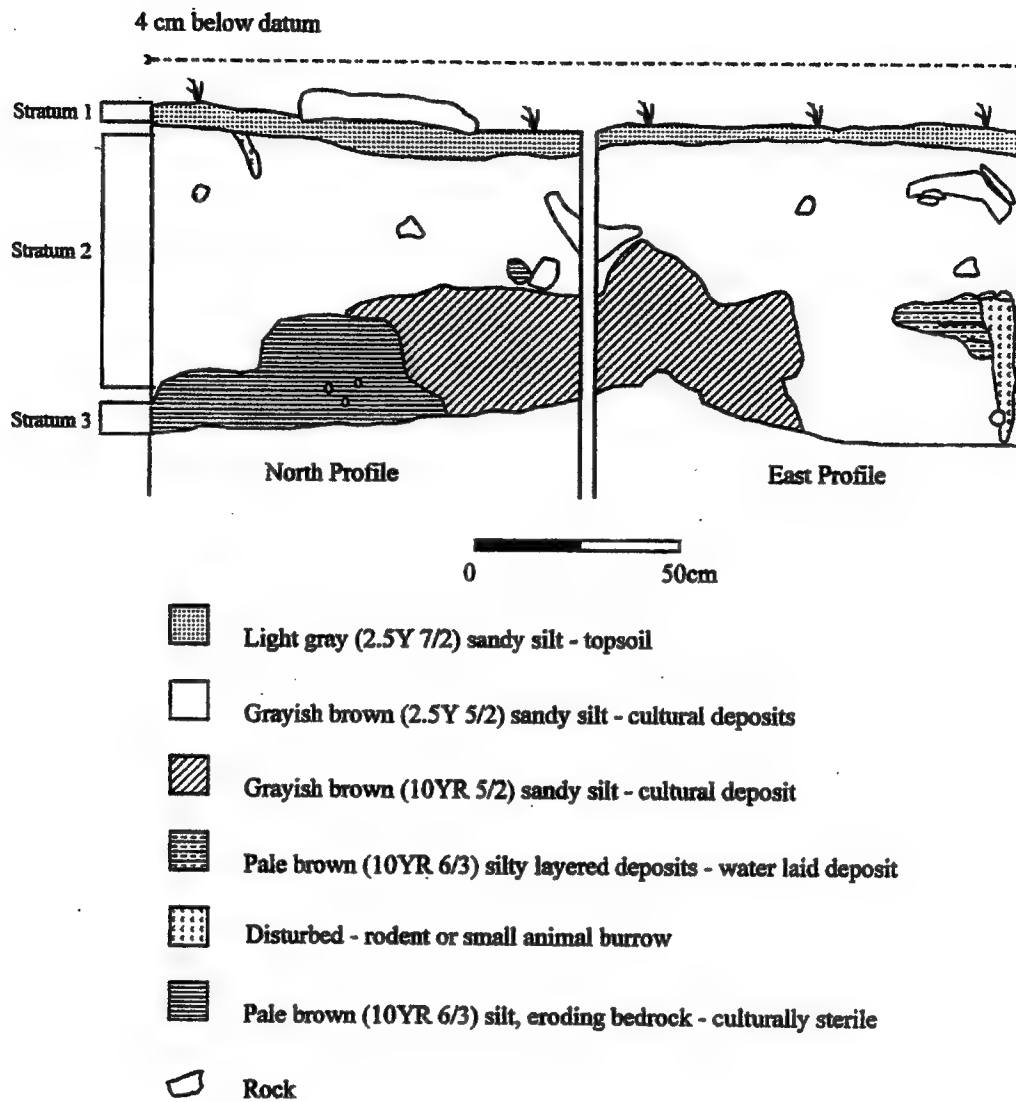 4 cm below datum
Stratum 1
Stratum 2
Stratum 3
North Profile
East Profile
0 50cm
Light gray (2.5Y 7/2) sandy silt - topsoil
Grayish brown (2.5Y 5/2) sandy silt - cultural deposits
Grayish brown (10YR 5/2) sandy silt - cultural deposit
Pale brown (10YR 6/3) silty layered deposits - water laid deposit
Disturbed - rodent or small animal burrow
Pale brown (10YR 6/3) silt, eroding bedrock - culturally sterile
Rock